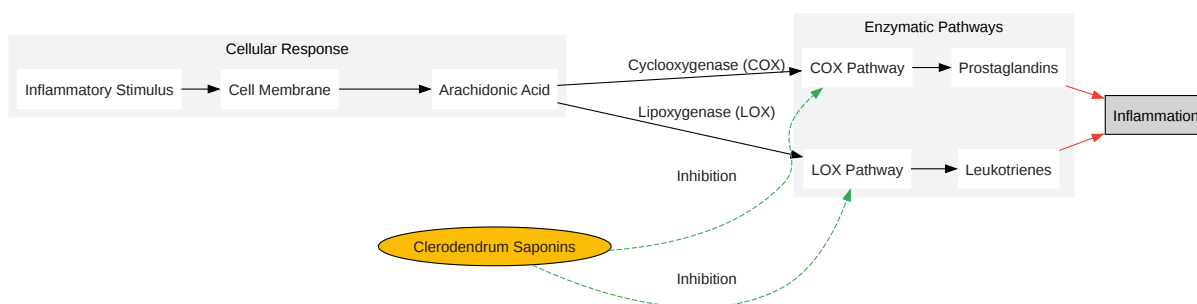 Cellular Response
Enzymatic Pathways
Inflammatory Stimulus
Cell Membrane
Arachidonic Acid
Cyclooxygenase (COX)
COX Pathway
Prostaglandins
Lipoxygenase (LOX)
Inflammation
LOX Pathway
Leukotrienes
Inhibition
Clerodendrum Saponins
Inhibition